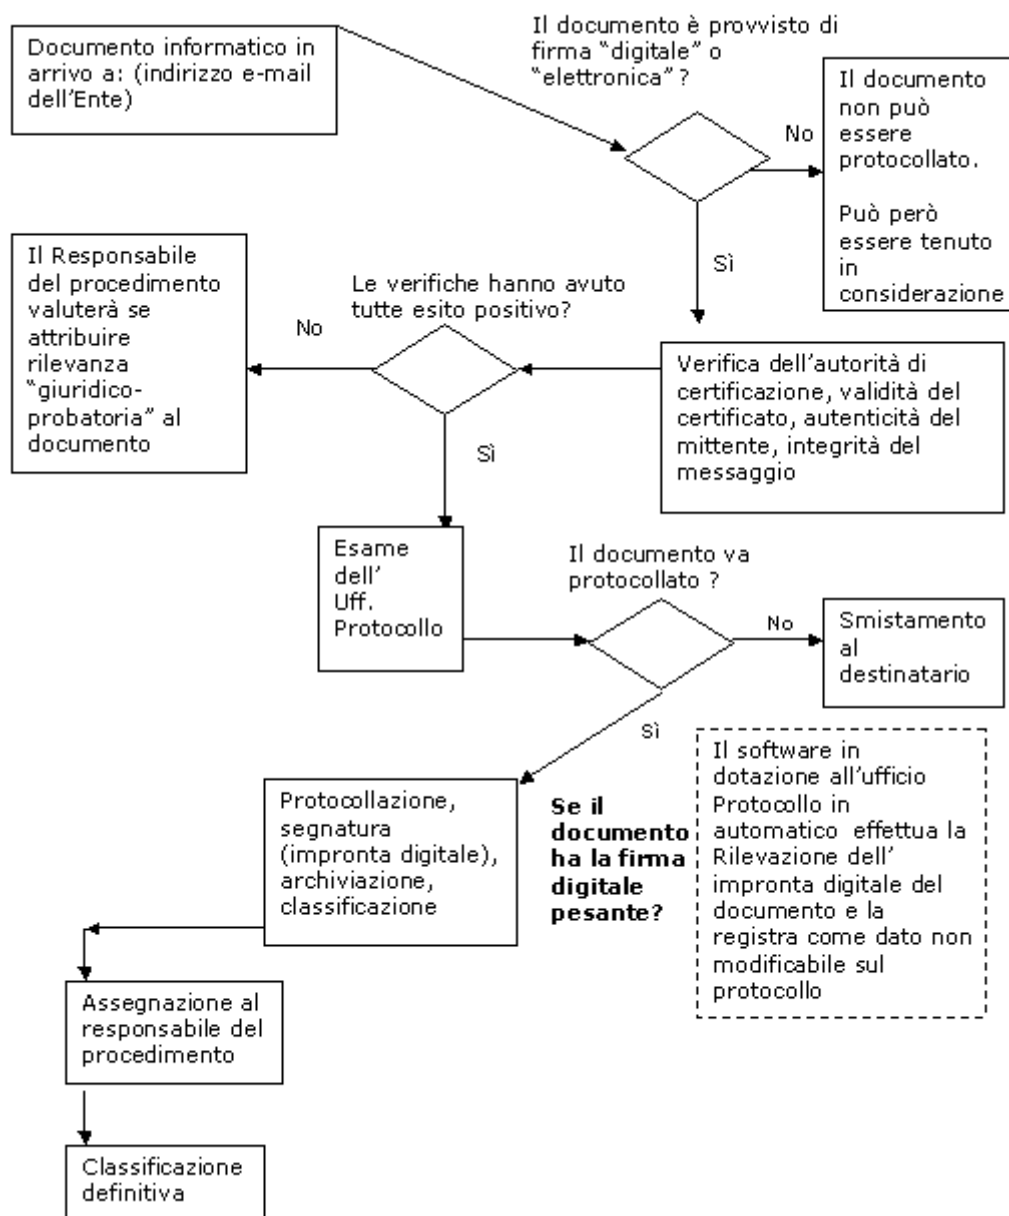 Documento informatico in
arrivo a: (indirizzo e-mail
dell'Ente)
Il documento è provvisto di
firma “digitale” o
“elettronica” ?
No
Il documento
non può
essere
protocollato.
Può però
essere tenuto
in
considerazione
Sì
Verifica dell'autorità di
certificazione, validità del
certificato, autenticità del
mittente, integrità del
messaggio
Le verifiche hanno avuto
tutte esito positivo?
No
Il Responsabile
del procedimento
valuterà se
attribuire
rilevanza
“giuridico-
probatoria” al
documento
Sì
Esame
dell'
Uff.
Protocollo
Il documento va
protocollato ?
No
Smistamento
al
destinatario
Sì
Protocollazione,
segnatura
(impronta digitale),
archiviazione,
classificazione
Se il
documento
ha la firma
digitale
pesante?
Il software in
dotazione all'ufficio
Protocollo in
automatico effettua la
Rilevazione dell'
impronta digitale del
documento e la
registra come dato non
modificabile sul
protocollo
Assegnazione al
responsabile del
procedimento
Classificazione
definitiva